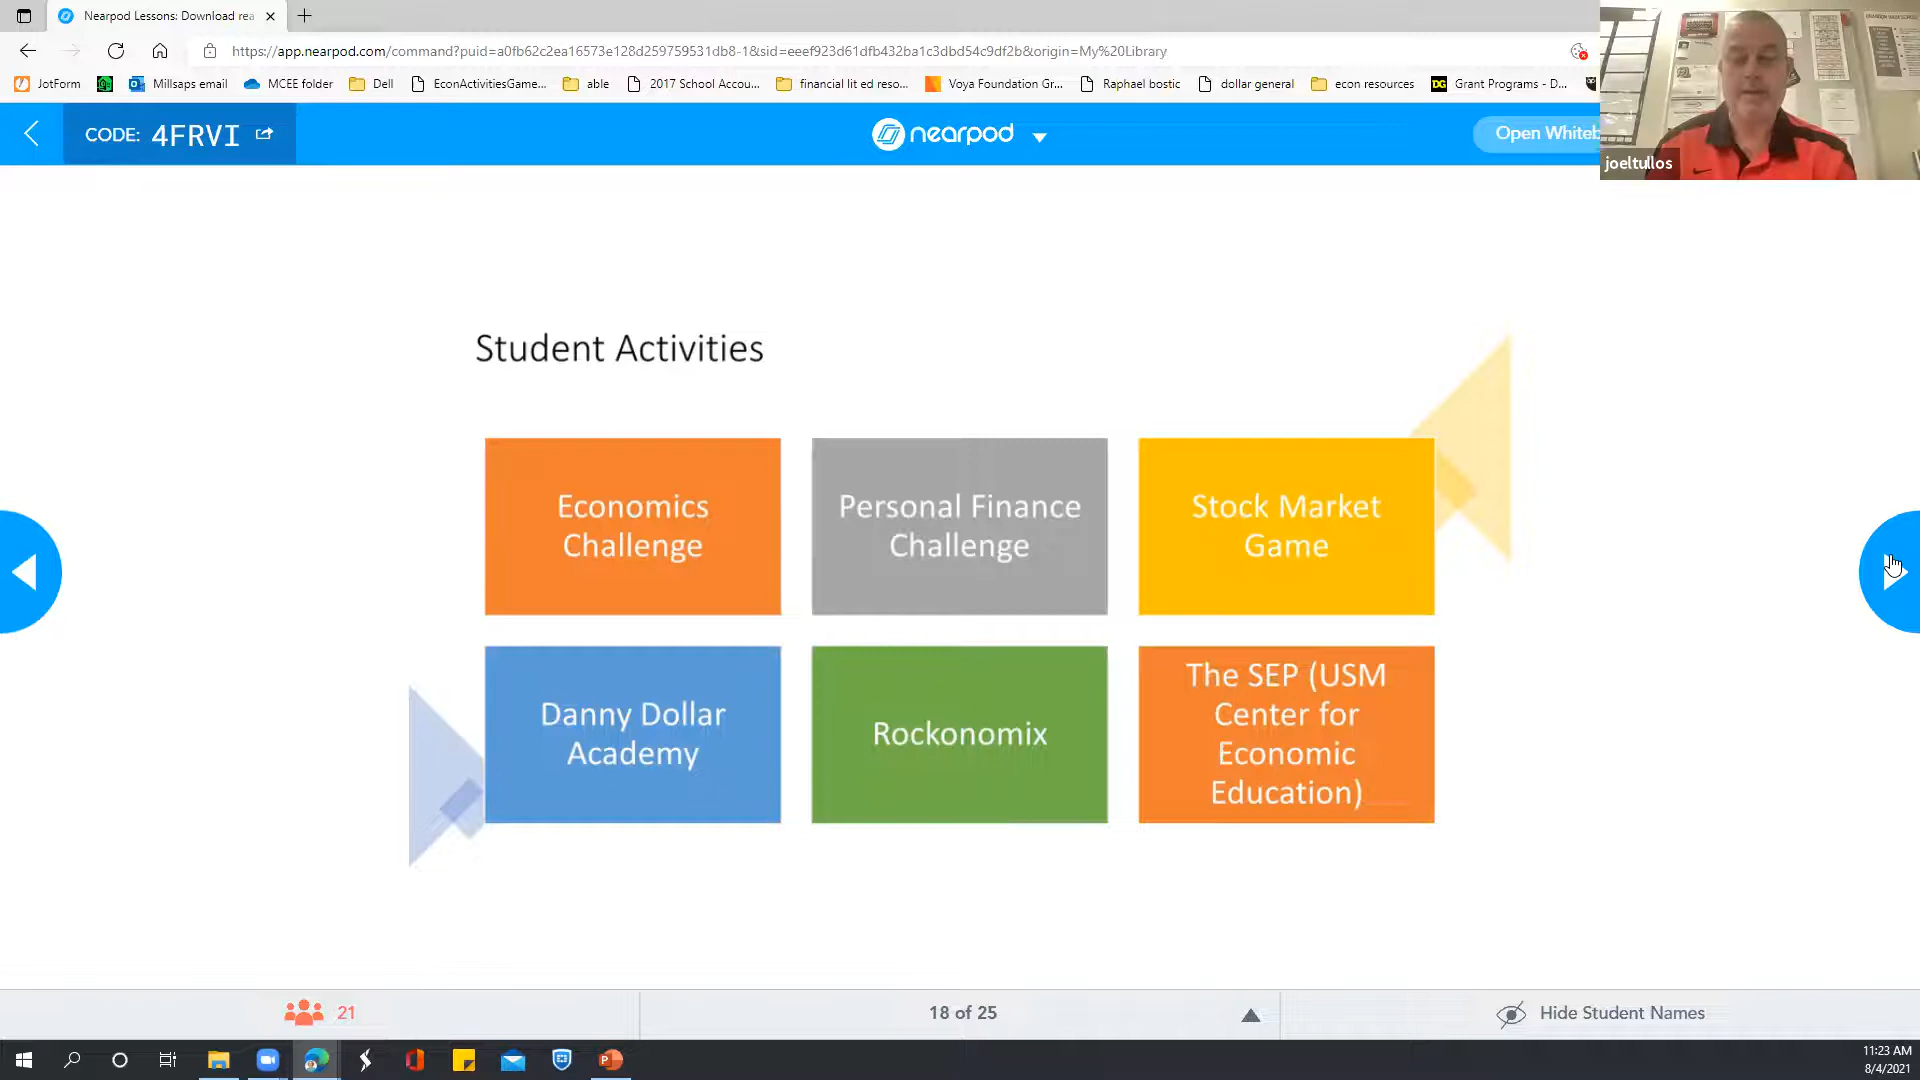 Nearpod Lessons: Download rea
https://app.nearpod.com/command?puid=a0fb62c2ea16573e128d259759531db8-1&sid=eeef923d61dfb432ba1c3dbd54c9df2b&origin=My%20Library
JotForm Millsaps email MCEE folder Dell EconActivitiesGame... able 2017 School Accou... financial lit ed reso... Voya Foundation Gr... Raphael bostic dollar general econ resources DG Grant Programs - D...
CODE: 4FRVI nearpod Open Whiteb
joeltullos
Student Activities
Economics
Challenge
Personal Finance
Challenge
Stock Market
Game
Danny Dollar
Academy
Rockonomix
The SEP (USM
Center for
Economic
Education)
21 18 of 25 Hide Student Names
11:23 AM
8/4/2021